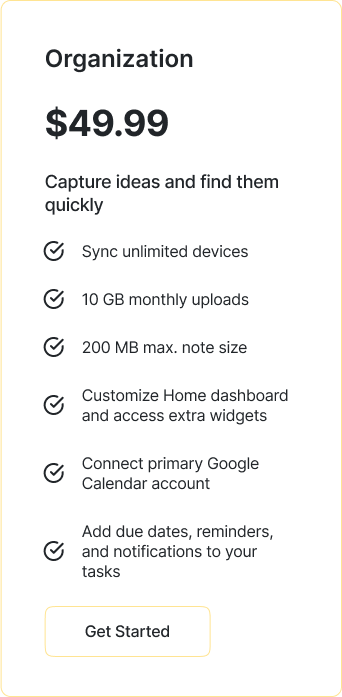 Organization
$49.99
Capture ideas and find them
quickly
Sync unlimited devices
10 GB monthly uploads
200 MB max. note size
Customize Home dashboard
and access extra widgets
Connect primary Google
Calendar account
Add due dates, reminders,
and notifications to your
tasks
Get Started